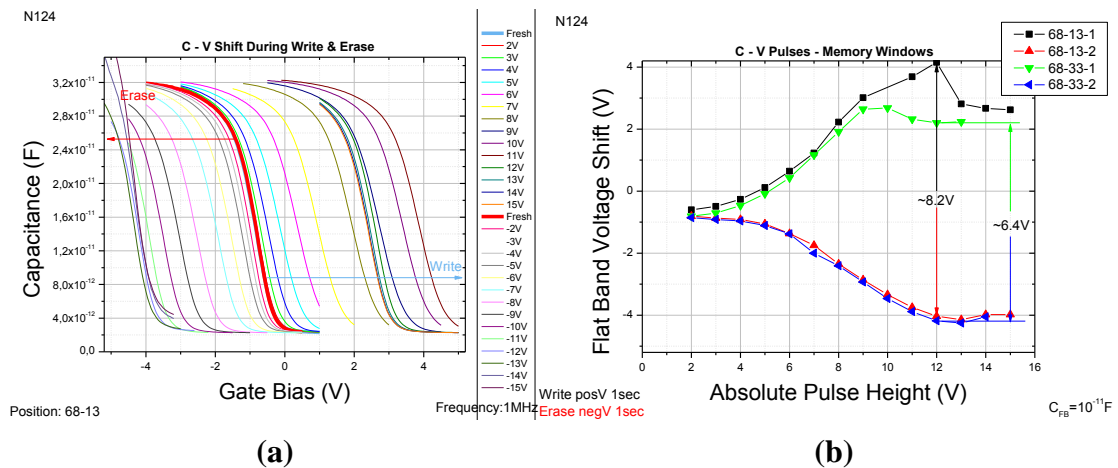 N124
C - V Shift During Write & Erase
Capacitance (F)
3,2x10⁻¹¹
2,8x10⁻¹¹
2,4x10⁻¹¹
2,0x10⁻¹¹
1,6x10⁻¹¹
1,2x10⁻¹¹
8,0x10⁻¹²
4,0x10⁻¹²
0,0
Erase
Write
-4
-2
0
2
4
Gate Bias (V)
Position: 68-13
Frequency:1MHz
Fresh
2V
3V
4V
5V
6V
7V
8V
9V
10V
11V
12V
13V
14V
15V
Fresh
-2V
-3V
-4V
-5V
-6V
-7V
-8V
-9V
-10V
-11V
-12V
-13V
-14V
-15V
Write posV 1sec
Erase negV 1sec
(a)
N124
C - V Pulses - Memory Windows
68-13-1
68-13-2
68-33-1
68-33-2
Flat Band Voltage Shift (V)
4
2
0
-2
-4
~8.2V
~6.4V
0
2
4
6
8
10
12
14
16
Absolute Pulse Height (V)
C_FB=10⁻¹¹F
(b)